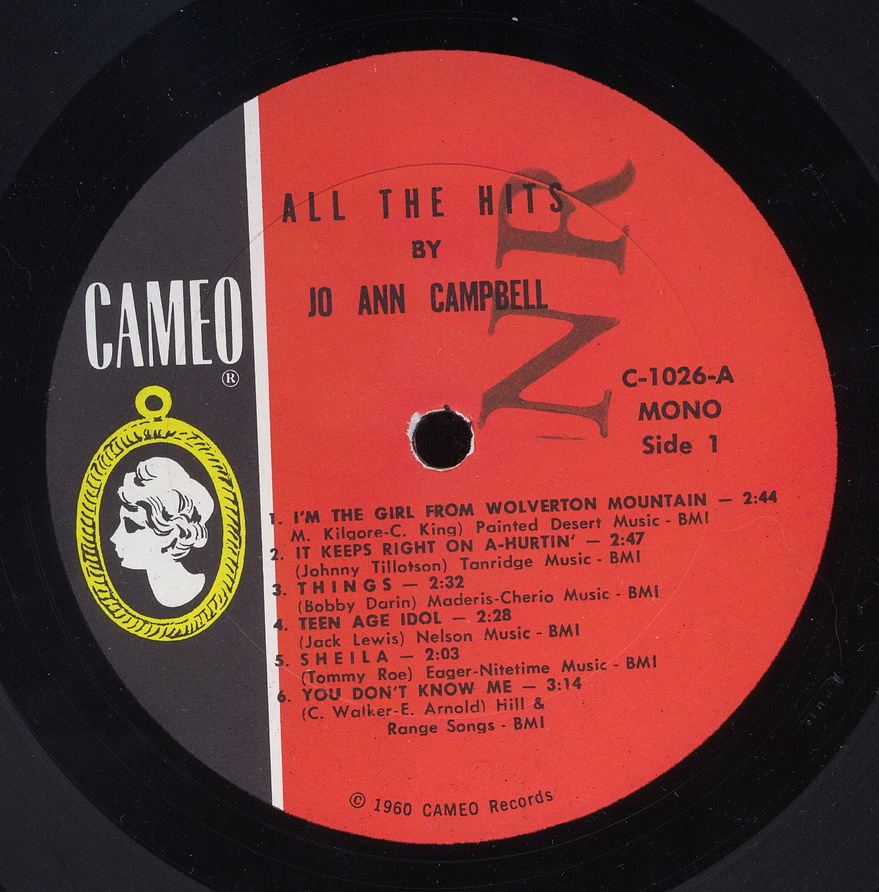 ALL THE HITS
BY
JO ANN CAMPBELL
NR
CAMEO
®
C-1026-A
MONO
Side 1
1. I'M THE GIRL FROM WOLVERTON MOUNTAIN — 2:44
M. Kilgore-C. King) Painted Desert Music - BMI
2. IT KEEPS RIGHT ON A-HURTIN' — 2:47
(Johnny Tillotson) Tanridge Music - BMI
3. THINGS — 2:32
(Bobby Darin) Maderis-Cherio Music - BMI
4. TEEN AGE IDOL — 2:28
(Jack Lewis) Nelson Music - BMI
5. SHEILA — 2:03
(Tommy Roe) Eager-Nitetime Music - BMI
6. YOU DON'T KNOW ME — 3:14
(C. Walker-E. Arnold) Hill &
Range Songs - BMI
© 1960 CAMEO Records